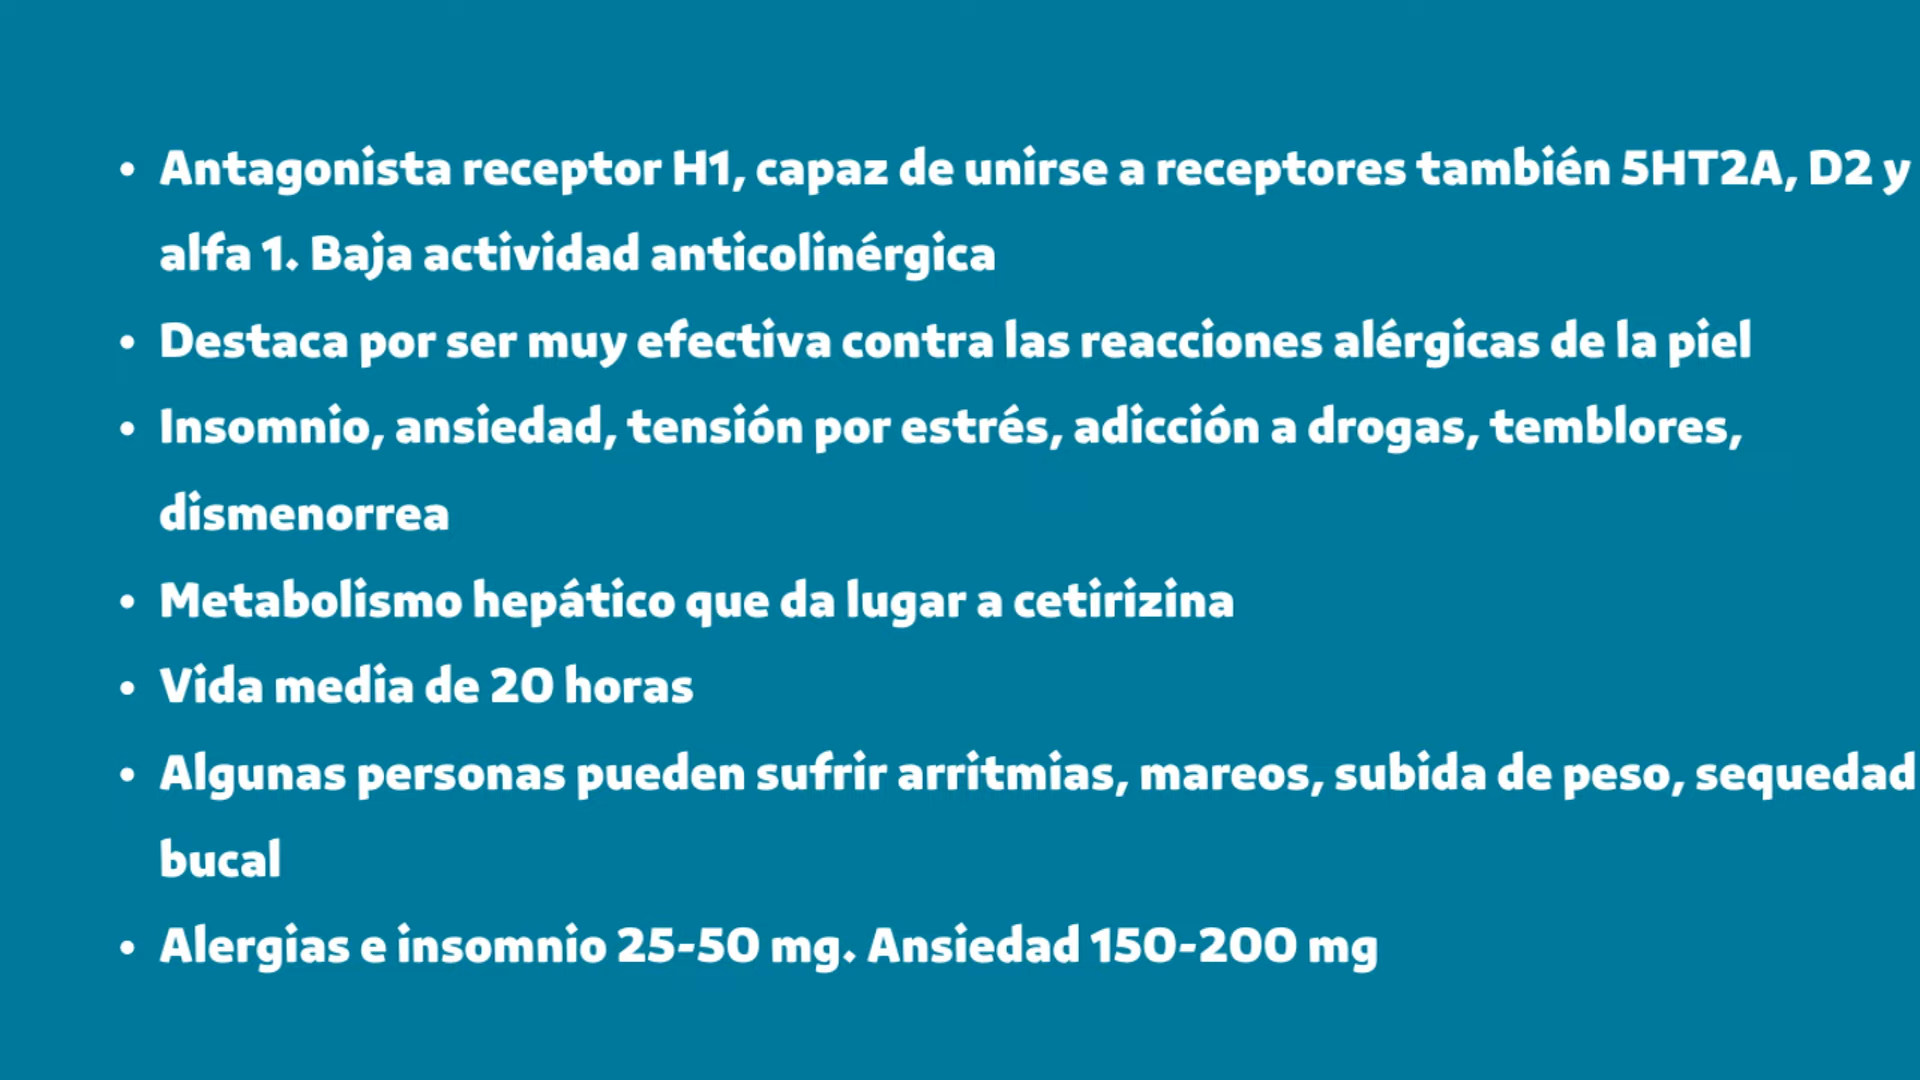 • Antagonista receptor H1, capaz de unirse a receptores también 5HT2A, D2 y
alfa 1. Baja actividad anticolinérgica
• Destaca por ser muy efectiva contra las reacciones alérgicas de la piel
• Insomnio, ansiedad, tensión por estrés, adicción a drogas, temblores,
dismenorrea
• Metabolismo hepático que da lugar a cetirizina
• Vida media de 20 horas
• Algunas personas pueden sufrir arritmias, mareos, subida de peso, sequedad
bucal
• Alergias e insomnio 25-50 mg. Ansiedad 150-200 mg